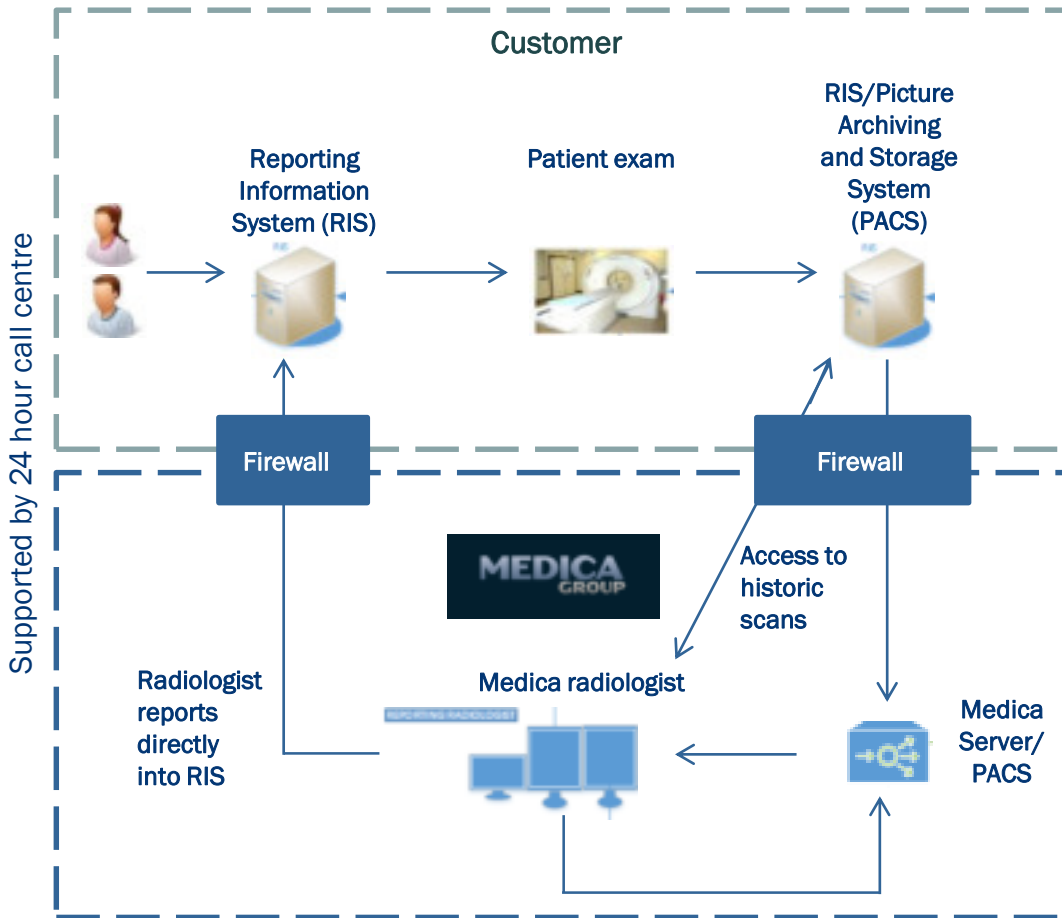 Customer
Reporting
Information
System (RIS)
Patient exam
RIS/Picture
Archiving
and Storage
System
(PACS)
Supported by 24 hour call centre
Firewall
Firewall
MEDICA
GROUP
Access to
historic
scans
Radiologist
reports
directly
into RIS
Medica radiologist
REPORTING RADIOLOGIST
Medica
Server/
PACS